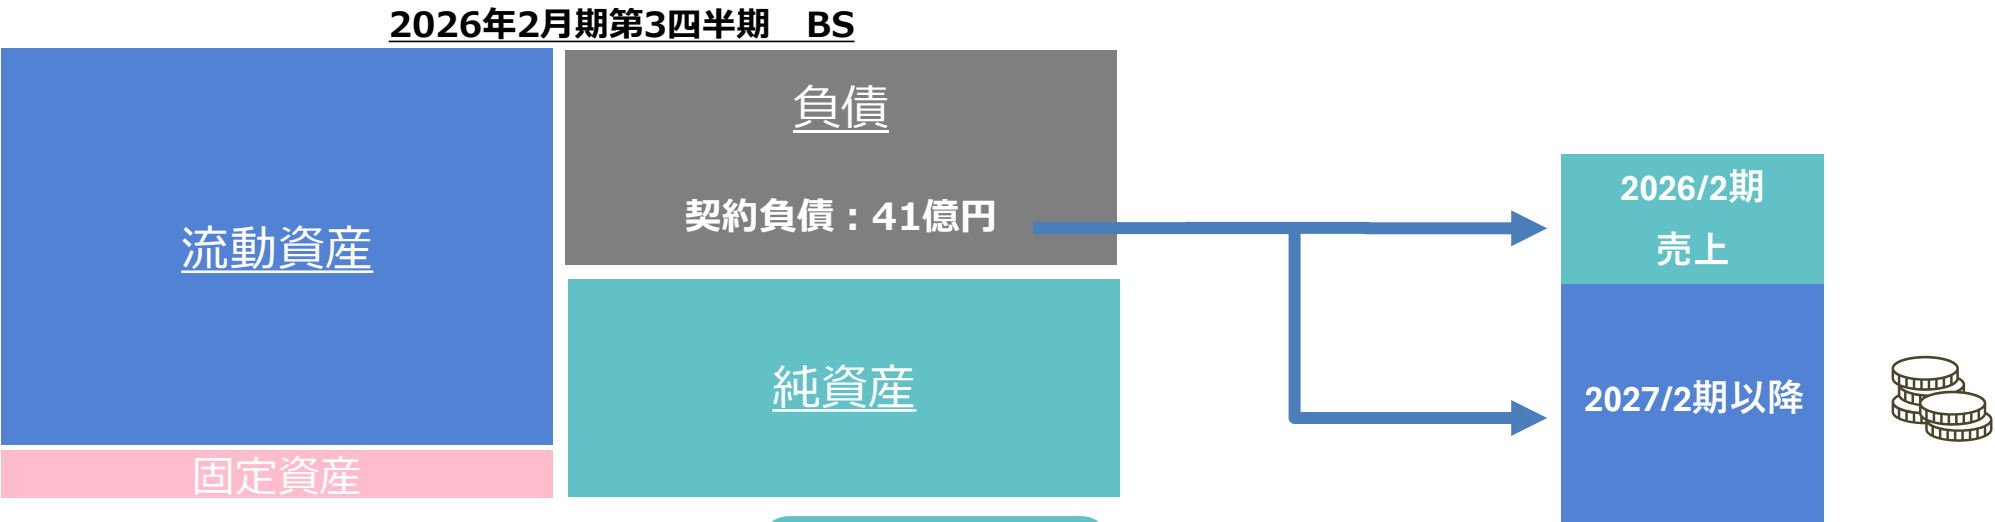 2026年2月期第3四半期　BS
流動資産
固定資産
負債
契約負債：41億円
純資産
2026/2期
売上
2027/2期以降